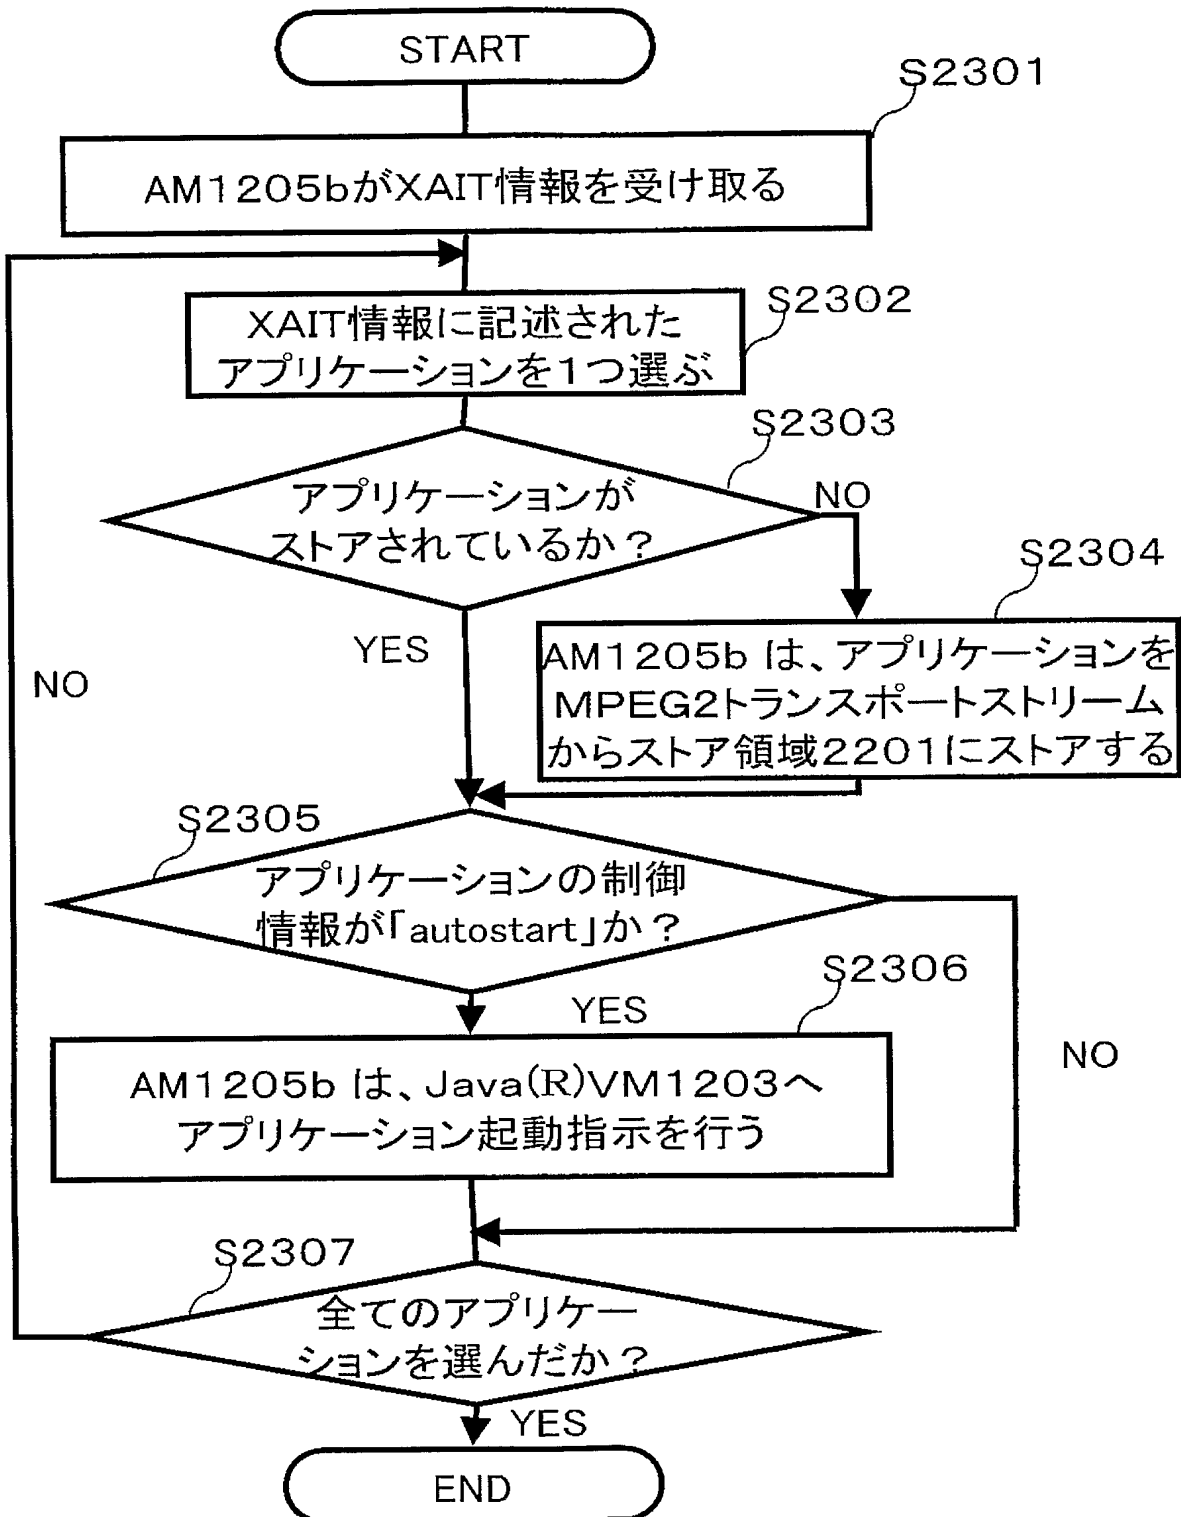 START
S2301
AM1205bがXAIT情報を受け取る
S2302
XAIT情報に記述された
アプリケーションを1つ選ぶ
S2303
アプリケーションが
ストアされているか？
NO
S2304
YES
AM1205b は、アプリケーションを
MPEG2トランスポートストリーム
からストア領域2201にストアする
NO
S2305
アプリケーションの制御
情報が「autostart」か？
S2306
YES
NO
AM1205b は、Java(R)VM1203へ
アプリケーション起動指示を行う
S2307
全てのアプリケー
ションを選んだか？
YES
END